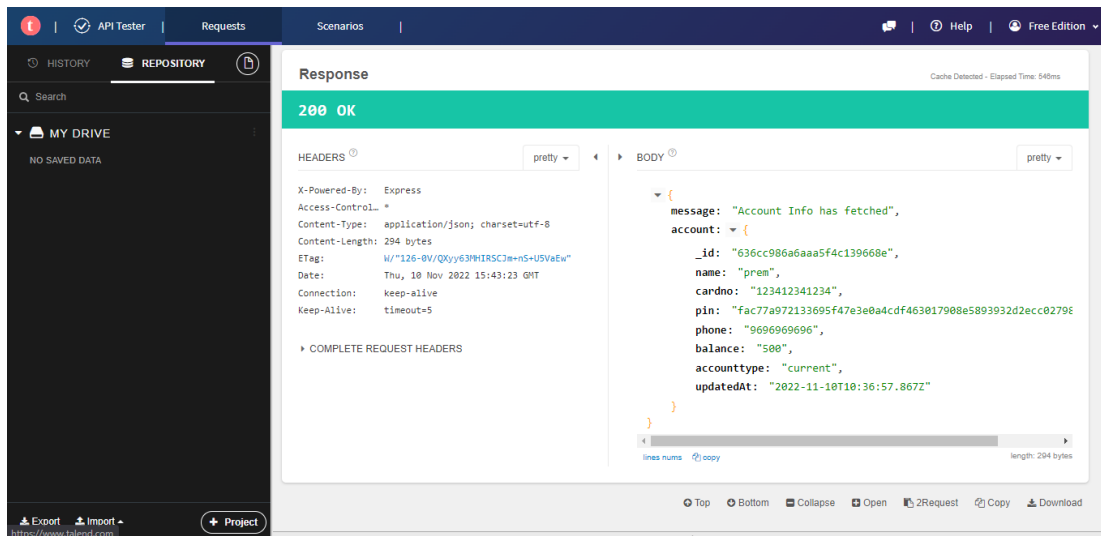 t | API Tester | Requests Scenarios | | Help | Free Edition
HISTORY REPOSITORY
Search
MY DRIVE
NO SAVED DATA
Export Import + Project
https://www.talend.com
Response
Cache Detected - Elapsed Time: 546ms
200 OK
HEADERS ? pretty
X-Powered-By: Express
Access-Control… *
Content-Type: application/json; charset=utf-8
Content-Length: 294 bytes
ETag: W/"126-0V/QXyy63MHIRSCJm+nS+U5VaEw"
Date: Thu, 10 Nov 2022 15:43:23 GMT
Connection: keep-alive
Keep-Alive: timeout=5
COMPLETE REQUEST HEADERS
BODY ? pretty
{
message: "Account Info has fetched",
account: {
_id: "636cc986a6aaa5f4c139668e",
name: "prem",
cardno: "123412341234",
pin: "fac77a972133695f47e3e0a4cdf463017908e5893932d2ecc02798
phone: "9696969696",
balance: "500",
accounttype: "current",
updatedAt: "2022-11-10T10:36:57.867Z"
}
}
lines nums copy
length: 294 bytes
Top Bottom Collapse Open 2Request Copy Download